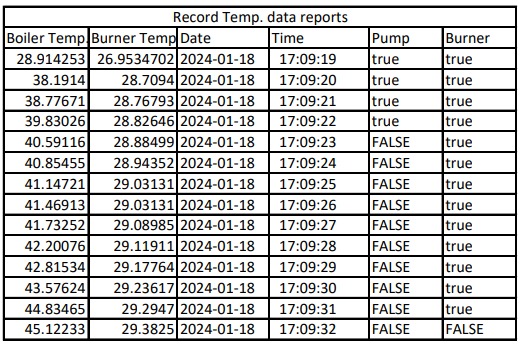 Record Temp. data reports
Boiler Temp. Burner Temp Date Time Pump Burner
28.914253 26.9534702 2024-01-18 17:09:19 true true
38.1914 28.7094 2024-01-18 17:09:20 true true
38.77671 28.76793 2024-01-18 17:09:21 true true
39.83026 28.82646 2024-01-18 17:09:22 true true
40.59116 28.88499 2024-01-18 17:09:23 FALSE true
40.85455 28.94352 2024-01-18 17:09:24 FALSE true
41.14721 29.03131 2024-01-18 17:09:25 FALSE true
41.46913 29.03131 2024-01-18 17:09:26 FALSE true
41.73252 29.08985 2024-01-18 17:09:27 FALSE true
42.20076 29.11911 2024-01-18 17:09:28 FALSE true
42.81534 29.17764 2024-01-18 17:09:29 FALSE true
43.57624 29.23617 2024-01-18 17:09:30 FALSE true
44.83465 29.2947 2024-01-18 17:09:31 FALSE true
45.12233 29.3825 2024-01-18 17:09:32 FALSE FALSE